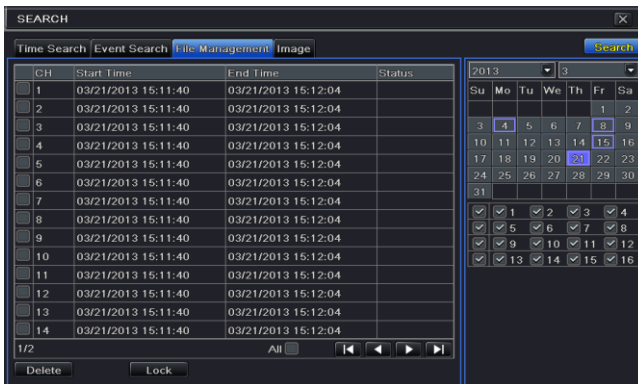 SEARCH
Time Search Event Search File Management Image Search
CH Start Time End Time Status
1 03/21/2013 15:11:40 03/21/2013 15:12:04
2 03/21/2013 15:11:40 03/21/2013 15:12:04
3 03/21/2013 15:11:40 03/21/2013 15:12:04
4 03/21/2013 15:11:40 03/21/2013 15:12:04
5 03/21/2013 15:11:40 03/21/2013 15:12:04
6 03/21/2013 15:11:40 03/21/2013 15:12:04
7 03/21/2013 15:11:40 03/21/2013 15:12:04
8 03/21/2013 15:11:40 03/21/2013 15:12:04
9 03/21/2013 15:11:40 03/21/2013 15:12:04
10 03/21/2013 15:11:40 03/21/2013 15:12:04
11 03/21/2013 15:11:40 03/21/2013 15:12:04
12 03/21/2013 15:11:40 03/21/2013 15:12:04
13 03/21/2013 15:11:40 03/21/2013 15:12:04
14 03/21/2013 15:11:40 03/21/2013 15:12:04
1/2 All
Delete Lock
2013 3
Su Mo Tu We Th Fr Sa
1 2
3 4 5 6 7 8 9
10 11 12 13 14 15 16
17 18 19 20 21 22 23
24 25 26 27 28 29 30
31
1 2 3 4
5 6 7 8
9 10 11 12
13 14 15 16